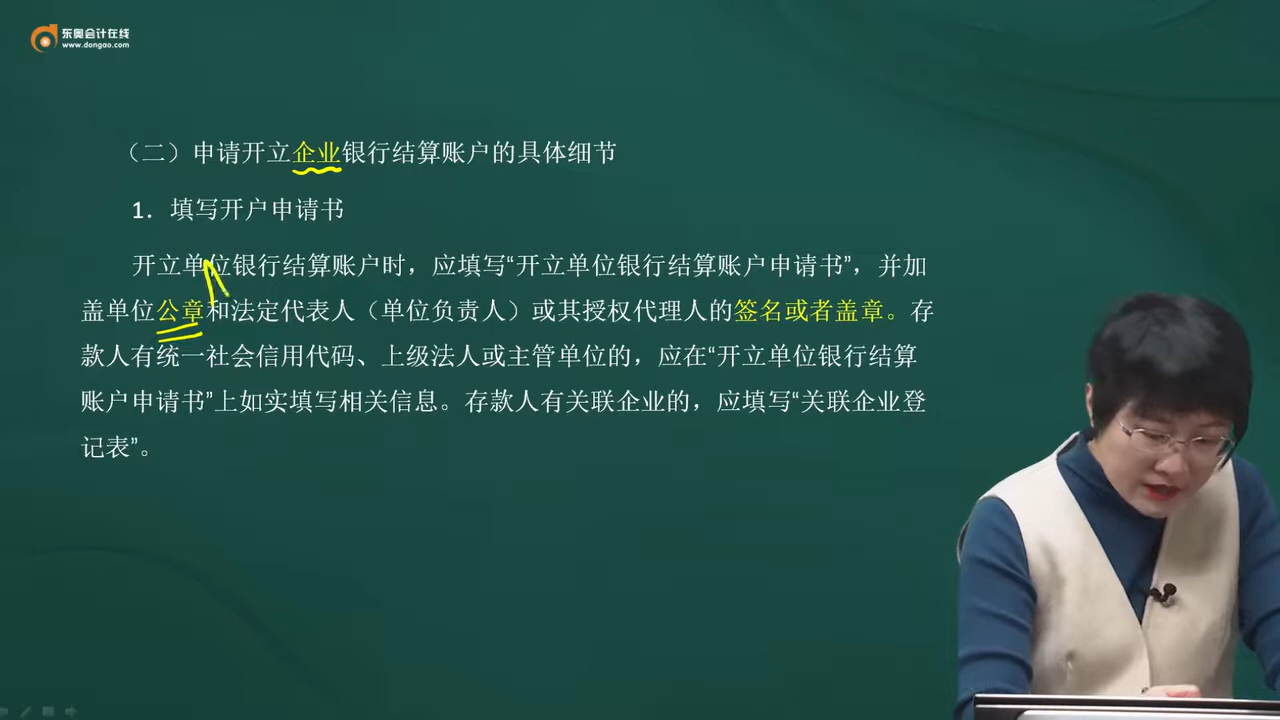 东奥会计在线
www.dongao.com
（二）申请开立企业银行结算账户的具体细节
1．填写开户申请书
开立单位银行结算账户时，应填写“开立单位银行结算账户申请书”，并加
盖单位公章和法定代表人（单位负责人）或其授权代理人的签名或者盖章。存
款人有统一社会信用代码、上级法人或主管单位的，应在“开立单位银行结算
账户申请书”上如实填写相关信息。存款人有关联企业的，应填写“关联企业登
记表”。